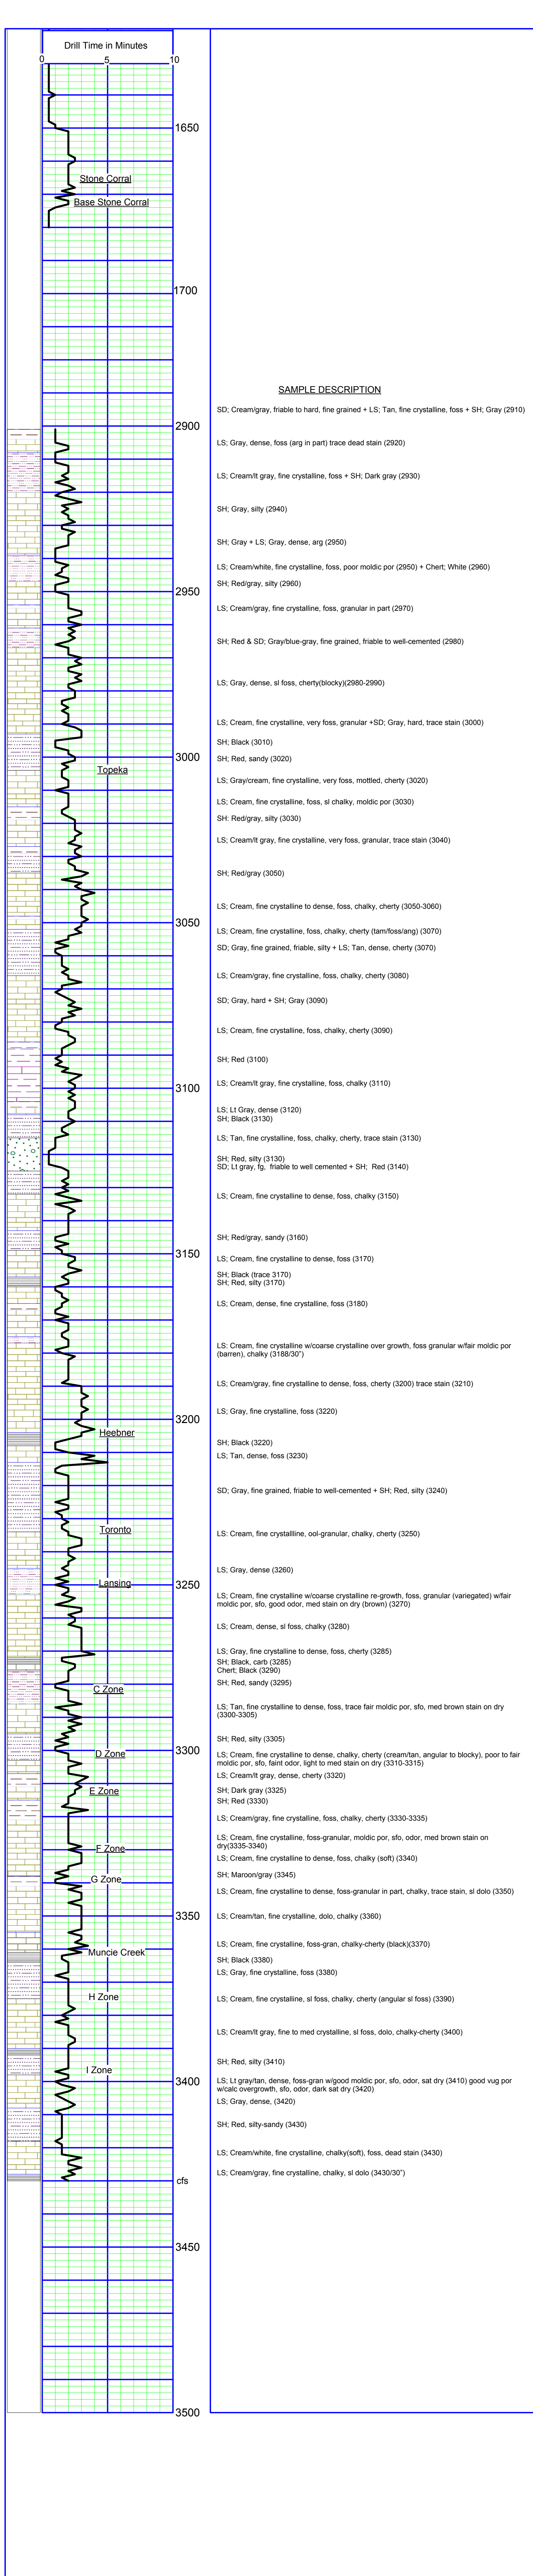 Drill Time in Minutes
0 5 10
1650
Stone Corral
Base Stone Corral
1700
SAMPLE DESCRIPTION
SD; Cream/gray, friable to hard, fine grained + LS; Tan, fine crystalline, foss + SH; Gray (2910)
2900
LS; Gray, dense, foss (arg in part) trace dead stain (2920)
LS; Cream/lt gray, fine crystalline, foss + SH; Dark gray (2930)
SH; Gray, silty (2940)
SH; Gray + LS; Gray, dense, arg (2950)
LS; Cream/white, fine crystalline, foss, poor moldic por (2950) + Chert; White (2960)
SH; Red/gray, silty (2960)
2950
LS; Cream/gray, fine crystalline, foss, granular in part (2970)
SH; Red & SD; Gray/blue-gray, fine grained, friable to well-cemented (2980)
LS; Gray, dense, sl foss, cherty(blocky)(2980-2990)
LS; Cream, fine crystalline, very foss, granular +SD; Gray, hard, trace stain (3000)
SH; Black (3010)
3000
SH; Red, sandy (3020)
Topeka
LS; Gray/cream, fine crystalline, very foss, mottled, cherty (3020)
LS; Cream, fine crystalline, foss, sl chalky, moldic por (3030)
SH: Red/gray, silty (3030)
LS; Cream/lt gray, fine crystalline, very foss, granular, trace stain (3040)
SH; Red/gray (3050)
LS; Cream, fine crystalline to dense, foss, chalky, cherty (3050-3060)
3050
LS; Cream, fine crystalline, foss, chalky, cherty (tam/foss/ang) (3070)
SD; Gray, fine grained, friable, silty + LS; Tan, dense, cherty (3070)
LS; Cream/gray, fine crystalline, foss, chalky, cherty (3080)
SD; Gray, hard + SH; Gray (3090)
LS; Cream, fine crystalline, foss, chalky, cherty (3090)
SH; Red (3100)
LS; Cream/lt gray, fine crystalline, foss, chalky (3110)
3100
LS; Lt Gray, dense (3120)
SH; Black (3130)
LS; Tan, fine crystalline, foss, chalky, cherty, trace stain (3130)
SH; Red, silty (3130)
SD; Lt gray, fg, friable to well cemented + SH; Red (3140)
LS; Cream, fine crystalline to dense, foss, chalky (3150)
SH; Red/gray, sandy (3160)
3150
LS; Cream, fine crystalline to dense, foss (3170)
SH; Black (trace 3170)
SH; Red, silty (3170)
LS; Cream, dense, fine crystalline, foss (3180)
LS: Cream, fine crystalline w/coarse crystalline over growth, foss granular w/fair moldic por
(barren), chalky (3188/30")
LS; Cream/gray, fine crystalline to dense, foss, cherty (3200) trace stain (3210)
LS; Gray, fine crystalline, foss (3220)
3200
Heebner
SH; Black (3220)
LS; Tan, dense, foss (3230)
SD; Gray, fine grained, friable to well-cemented + SH; Red, silty (3240)
Toronto
LS: Cream, fine crystallline, ool-granular, chalky, cherty (3250)
LS; Gray, dense (3260)
Lansing
3250
LS; Cream, fine crystalline w/coarse crystalline re-growth, foss, granular (variegated) w/fair
moldic por, sfo, good odor, med stain on dry (brown) (3270)
LS; Cream, dense, sl foss, chalky (3280)
LS; Gray, fine crystalline to dense, foss, cherty (3285)
SH; Black, carb (3285)
Chert; Black (3290)
SH; Red, sandy (3295)
C Zone
LS; Tan, fine crystalline to dense, foss, trace fair moldic por, sfo, med brown stain on dry
(3300-3305)
SH; Red, silty (3305)
3300
D Zone
LS; Cream, fine crystalline to dense, chalky, cherty (cream/tan, angular to blocky), poor to fair
moldic por, sfo, faint odor, light to med stain on dry (3310-3315)
LS; Cream/lt gray, dense, cherty (3320)
E Zone
SH; Dark gray (3325)
SH; Red (3330)
LS; Cream/gray, fine crystalline, foss, chalky, cherty (3330-3335)
LS; Cream, fine crystalline, foss-granular, moldic por, sfo, odor, med brown stain on
dry(3335-3340)
F Zone
LS; Cream, fine crystalline to dense, foss, chalky (soft) (3340)
SH; Maroon/gray (3345)
G Zone
LS; Cream, fine crystalline to dense, foss-granular in part, chalky, trace stain, sl dolo (3350)
3350
LS; Cream/tan, fine crystalline, dolo, chalky (3360)
LS; Cream, fine crystalline, foss-gran, chalky-cherty (black)(3370)
Muncie Creek
SH; Black (3380)
LS; Gray, fine crystalline, foss (3380)
H Zone
LS; Cream, fine crystalline, sl foss, chalky, cherty (angular sl foss) (3390)
LS; Cream/lt gray, fine to med crystalline, sl foss, dolo, chalky-cherty (3400)
SH; Red, silty (3410)
I Zone
3400
LS; Lt gray/tan, dense, foss-gran w/good moldic por, sfo, odor, sat dry (3410) good vug por
w/calc overgrowth, sfo, odor, dark sat dry (3420)
LS; Gray, dense, (3420)
SH; Red, silty-sandy (3430)
LS; Cream/white, fine crystalline, chalky(soft), foss, dead stain (3430)
LS; Cream/gray, fine crystalline, chalky, sl dolo (3430/30")
cfs
3450
3500